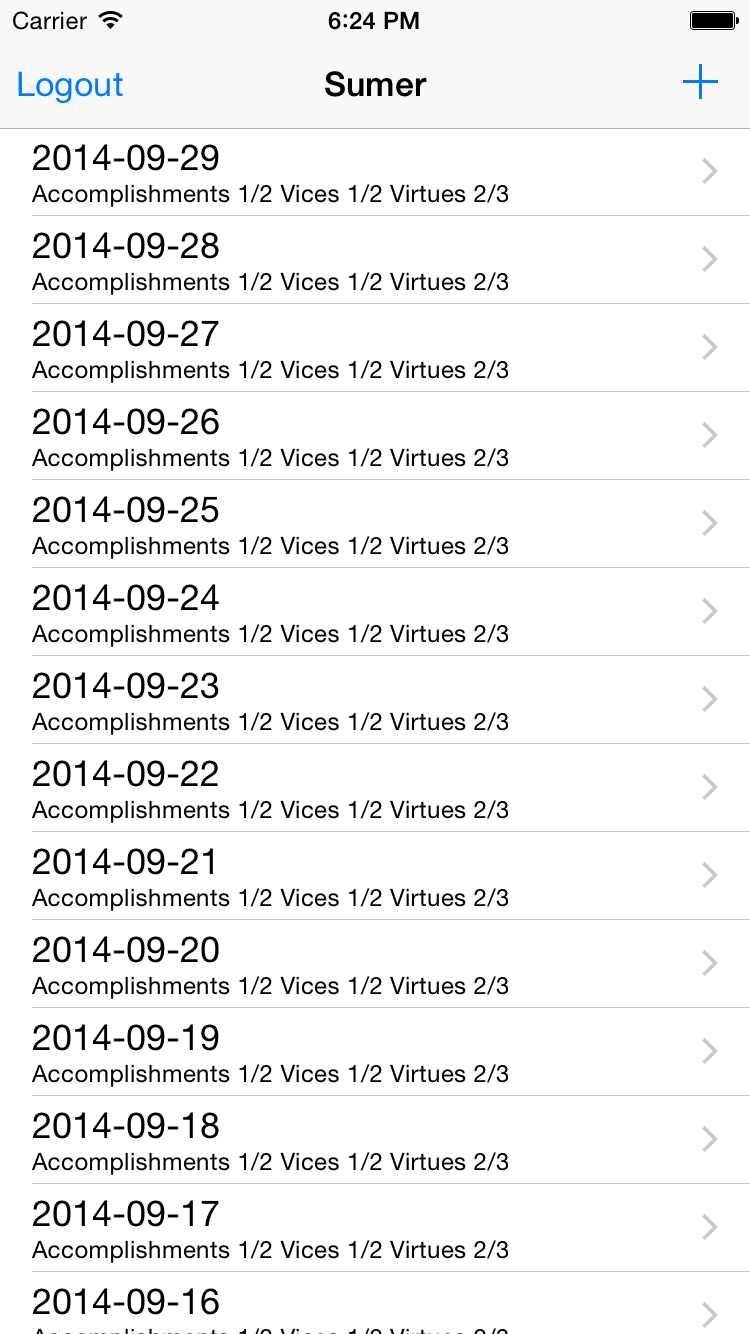 Carrier 6:24 PM
Logout Sumer +
2014-09-29
Accomplishments 1/2 Vices 1/2 Virtues 2/3
2014-09-28
Accomplishments 1/2 Vices 1/2 Virtues 2/3
2014-09-27
Accomplishments 1/2 Vices 1/2 Virtues 2/3
2014-09-26
Accomplishments 1/2 Vices 1/2 Virtues 2/3
2014-09-25
Accomplishments 1/2 Vices 1/2 Virtues 2/3
2014-09-24
Accomplishments 1/2 Vices 1/2 Virtues 2/3
2014-09-23
Accomplishments 1/2 Vices 1/2 Virtues 2/3
2014-09-22
Accomplishments 1/2 Vices 1/2 Virtues 2/3
2014-09-21
Accomplishments 1/2 Vices 1/2 Virtues 2/3
2014-09-20
Accomplishments 1/2 Vices 1/2 Virtues 2/3
2014-09-19
Accomplishments 1/2 Vices 1/2 Virtues 2/3
2014-09-18
Accomplishments 1/2 Vices 1/2 Virtues 2/3
2014-09-17
Accomplishments 1/2 Vices 1/2 Virtues 2/3
2014-09-16